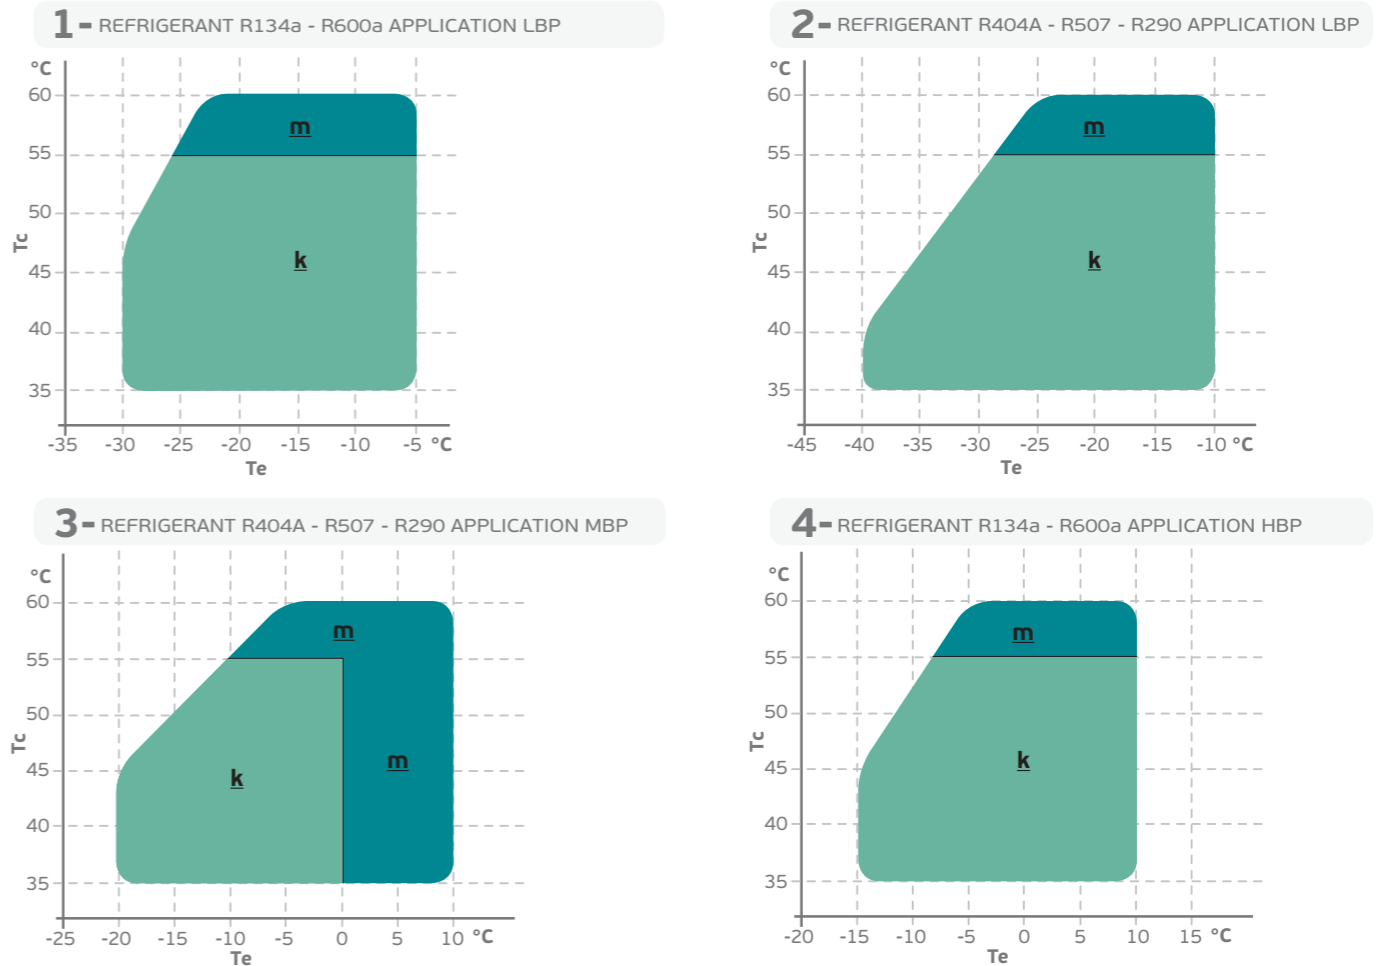 1- REFRIGERANT R134a - R600a APPLICATION LBP
°C
60
55
50
45
40
35
Tc
m
k
-35 -30 -25 -20 -15 -10 -5 °C
Te
2- REFRIGERANT R404A - R507 - R290 APPLICATION LBP
°C
60
55
50
45
40
35
Tc
m
k
-45 -40 -35 -30 -25 -20 -15 -10 °C
Te
3- REFRIGERANT R404A - R507 - R290 APPLICATION MBP
°C
60
55
50
45
40
35
Tc
m
m
k
-25 -20 -15 -10 -5 0 5 10 °C
Te
4- REFRIGERANT R134a - R600a APPLICATION HBP
°C
60
55
50
45
40
35
Tc
m
k
-20 -15 -10 -5 0 5 10 15 °C
Te